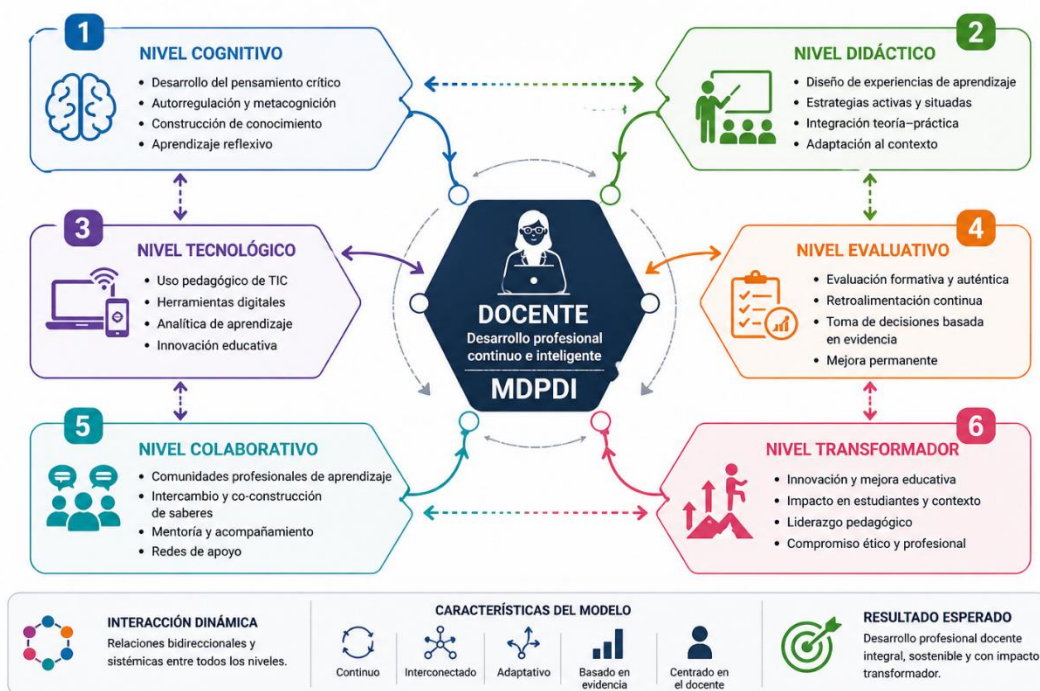 1
NIVEL COGNITIVO
• Desarrollo del pensamiento crítico
• Autorregulación y metacognición
• Construcción de conocimiento
• Aprendizaje reflexivo
2
NIVEL DIDÁCTICO
• Diseño de experiencias de aprendizaje
• Estrategias activas y situadas
• Integración teoría–práctica
• Adaptación al contexto
3
NIVEL TECNOLÓGICO
• Uso pedagógico de TIC
• Herramientas digitales
• Analítica de aprendizaje
• Innovación educativa
DOCENTE
Desarrollo profesional
continuo e inteligente
MDPDI
4
NIVEL EVALUATIVO
• Evaluación formativa y auténtica
• Retroalimentación continua
• Toma de decisiones basada
en evidencia
• Mejora permanente
5
NIVEL COLABORATIVO
• Comunidades profesionales de aprendizaje
• Intercambio y co-construcción
de saberes
• Mentoría y acompañamiento
• Redes de apoyo
6
NIVEL TRANSFORMADOR
• Innovación y mejora educativa
• Impacto en estudiantes y contexto
• Liderazgo pedagógico
• Compromiso ético y profesional
INTERACCIÓN DINÁMICA
Relaciones bidireccionales y
sistémicas entre todos los niveles.
CARACTERÍSTICAS DEL MODELO
Continuo
Interconectado
Adaptativo
Basado en
evidencia
Centrado en
el docente
RESULTADO ESPERADO
Desarrollo profesional docente
integral, sostenible y con impacto
transformador.